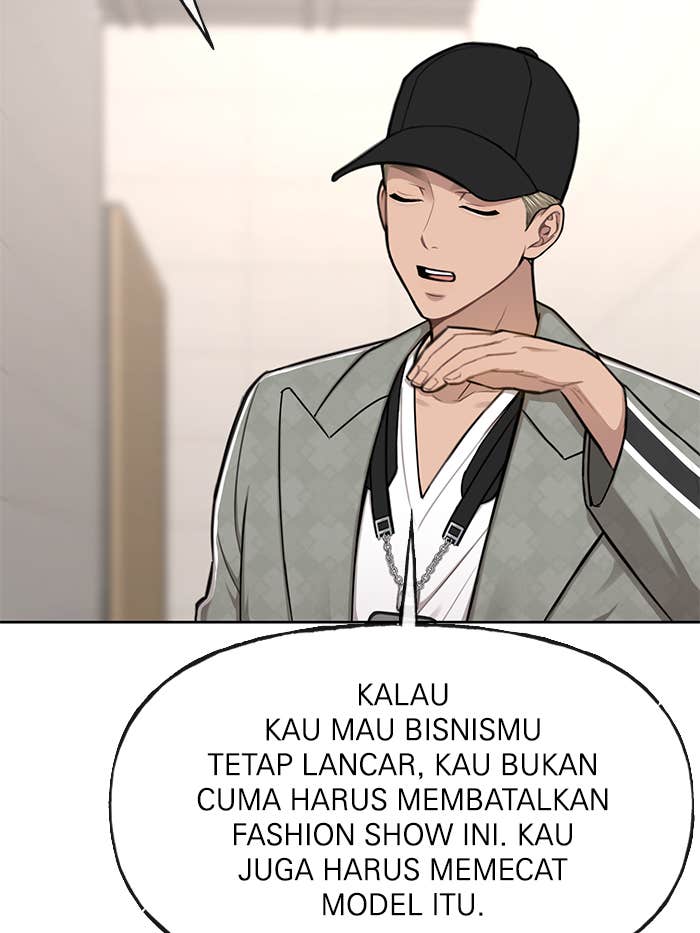 KALAU
KAU MAU BISNISMU
TETAP LANCAR, KAU BUKAN
CUMA HARUS MEMBATALKAN
FASHION SHOW INI. KAU
JUGA HARUS MEMECAT
MODEL ITU.